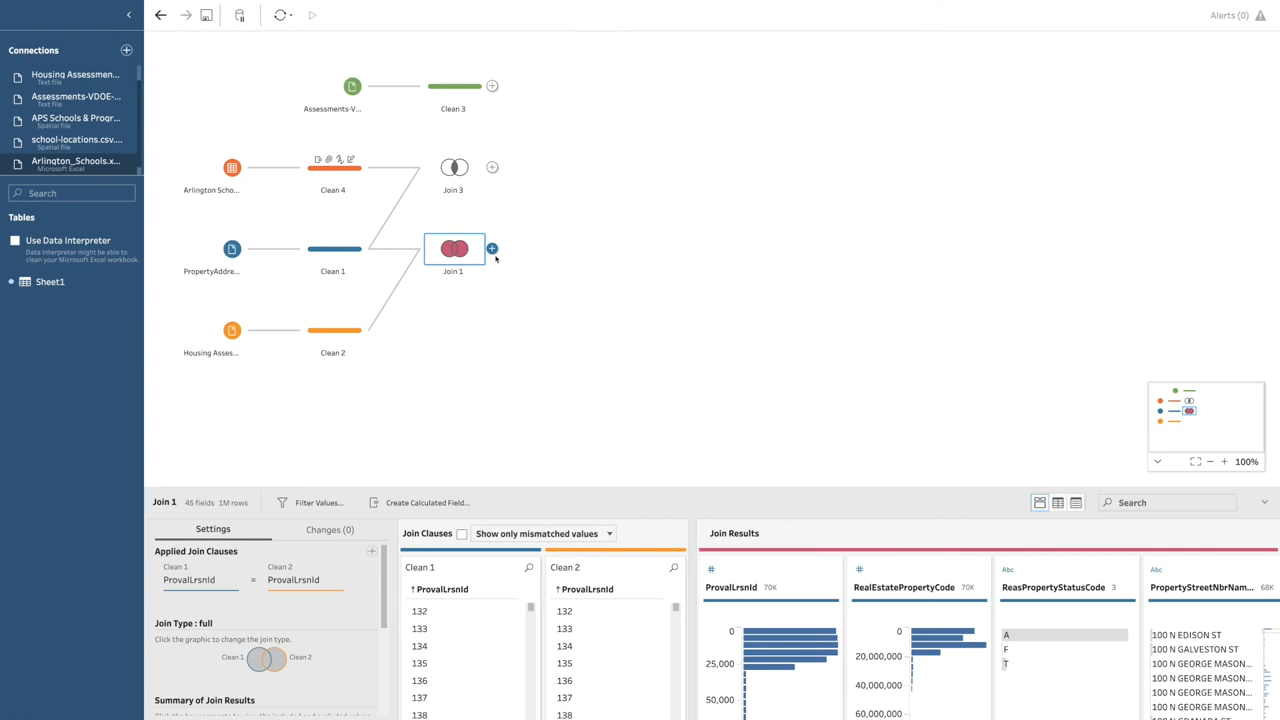 Alerts (0)
Connections
Housing Assessmen...
Text file
Assessments-VDOE-...
Text file
APS Schools & Progr...
Spatial file
school-locations.csv....
Spatial file
Arlington_Schools.x...
Microsoft Excel
Search
Tables
Use Data Interpreter
Data Interpreter might be able to
clean your Microsoft Excel workbook.
Sheet1
Assessments-V...
Clean 3
Arlington Scho...
Clean 4
Join 3
PropertyAddre...
Clean 1
Join 1
Housing Asses...
Clean 2
100%
Join 1 45 fields 1M rows
Filter Values...
Create Calculated Field...
Search
Settings
Changes (0)
Applied Join Clauses
Clean 1
ProvalLrsnId
=
Clean 2
ProvalLrsnId
Join Type : full
Click the graphic to change the join type.
Clean 1
Clean 2
Summary of Join Results
Join Clauses
Show only mismatched values
Clean 1
ProvalLrsnId
132
133
134
135
136
137
138
Clean 2
ProvalLrsnId
132
133
134
135
136
137
138
Join Results
#
ProvalLrsnId 70K
0
25,000
50,000
#
RealEstatePropertyCode 70K
0
20,000,000
40,000,000
60,000,000
Abc
ReasPropertyStatusCode 3
A
F
T
Abc
PropertyStreetNbrNam... 68K
100 N EDISON ST
100 N GALVESTON ST
100 N GEORGE MASON...
100 N GEORGE MASON...
100 N GEORGE MASON...
100 N GEORGE MASON...